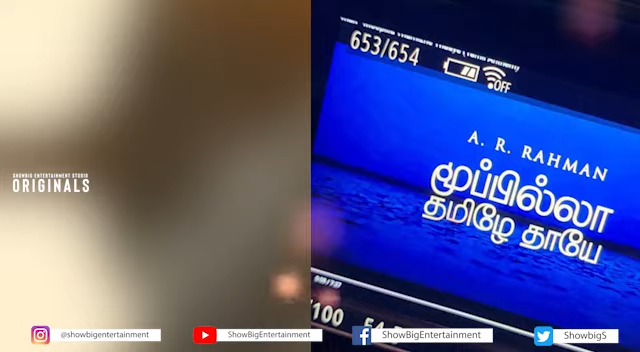 SHOWBIG ENTERTAINMENT STUDIO
ORIGINALS
653/654
OFF
A. R. RAHMAN
மூப்பில்லா
தமிழே தாயே
/100
@showbigentertainment
ShowBigEntertainment
ShowBigEntertainment
ShowbigS